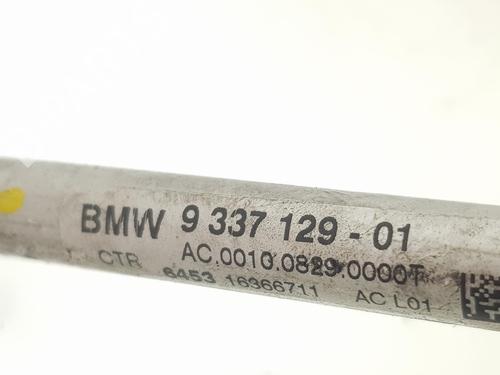 BMW 9 337 129 - 01
AC.0010.0829.0000T
CTR
6453 16366711 AC L01